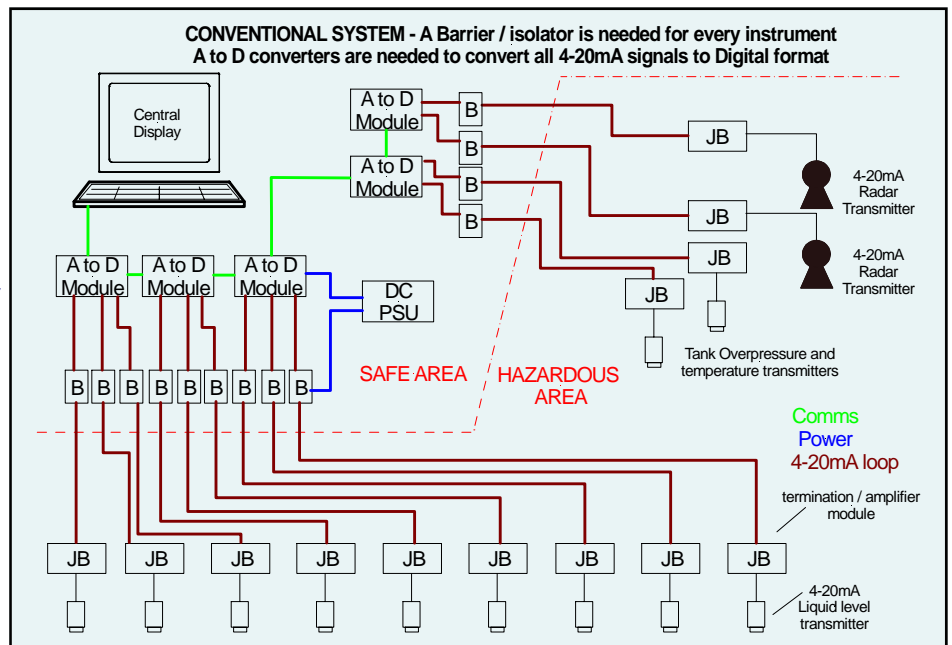 CONVENTIONAL SYSTEM - A Barrier / isolator is needed for every instrument
A to D converters are needed to convert all 4-20mA signals to Digital format
Central
Display
A to D
Module
B
B
A to D
Module
B
B
JB
4-20mA
Radar
Transmitter
JB
4-20mA
Radar
Transmitter
JB
JB
Tank Overpressure and
temperature transmitters
A to D
Module
A to D
Module
A to D
Module
DC
PSU
B
B
B
B
B
B
B
B
B
SAFE AREA
HAZARDOUS
AREA
Comms
Power
4-20mA loop
termination / amplifier
module
JB
JB
JB
JB
JB
JB
JB
JB
JB
4-20mA
Liquid level
transmitter